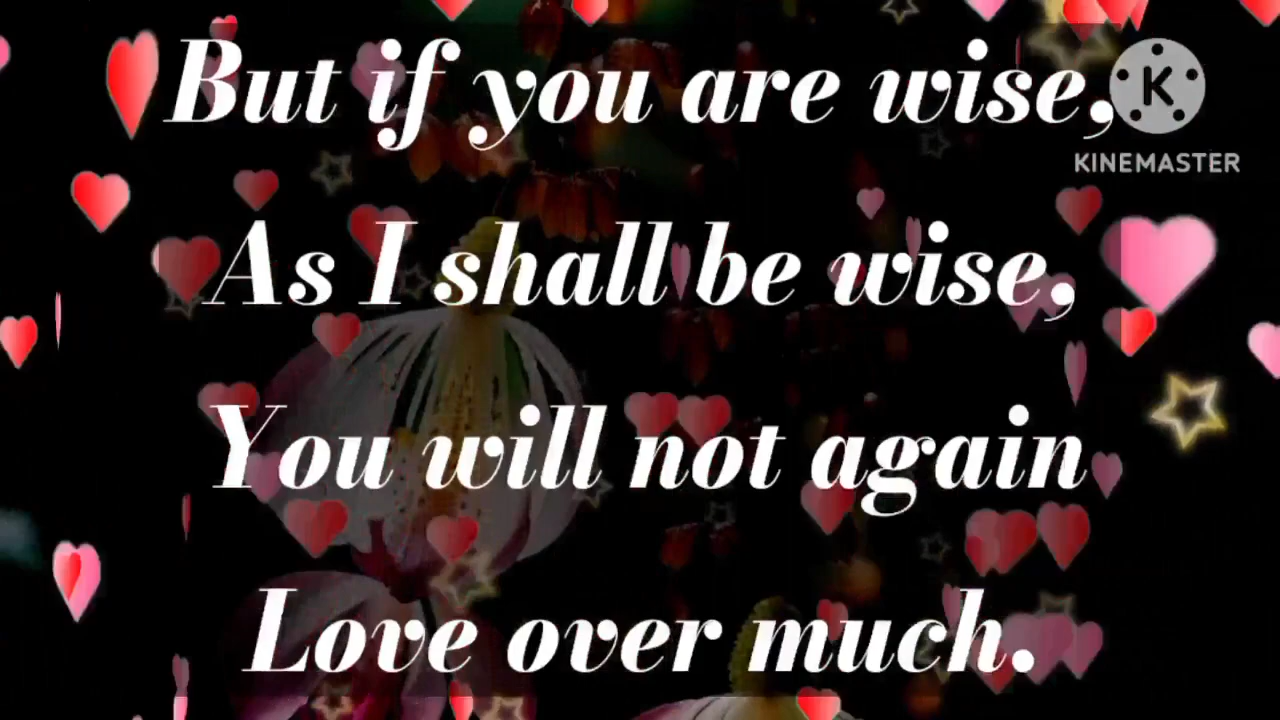 But if you are wise,
As I shall be wise,
You will not again
Love over much.
K
KINEMASTER